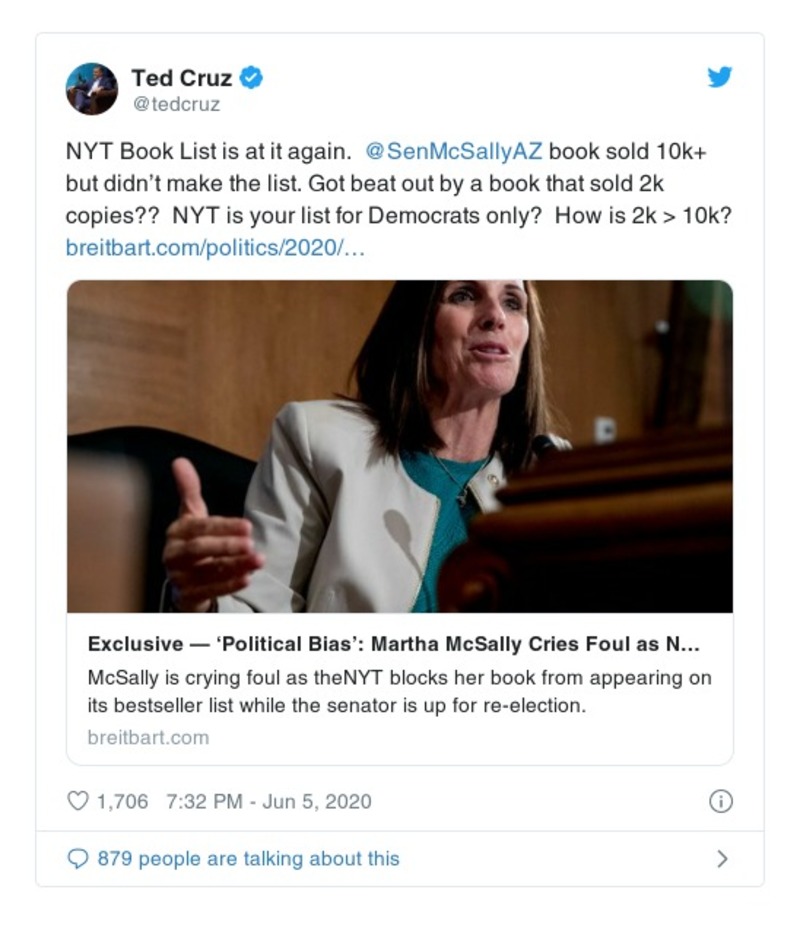 Ted Cruz
@tedcruz
NYT Book List is at it again.  @SenMcSallyAZ book sold 10k+
but didn’t make the list. Got beat out by a book that sold 2k
copies??  NYT is your list for Democrats only?  How is 2k > 10k?
breitbart.com/politics/2020/…
Exclusive — ‘Political Bias’: Martha McSally Cries Foul as N…
McSally is crying foul as theNYT blocks her book from appearing on
its bestseller list while the senator is up for re-election.
breitbart.com
1,706 7:32 PM - Jun 5, 2020
879 people are talking about this